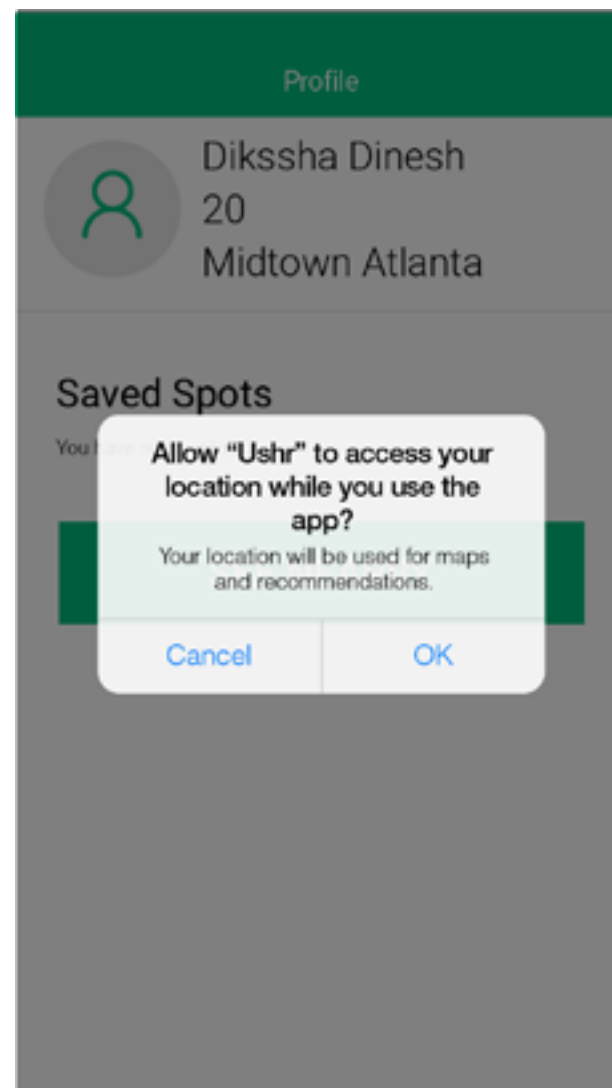 Profile
Dikssha Dinesh
20
Midtown Atlanta
Saved Spots
You
Allow “Ushr” to access your
location while you use the
app?
Your location will be used for maps
and recommendations.
Cancel
OK